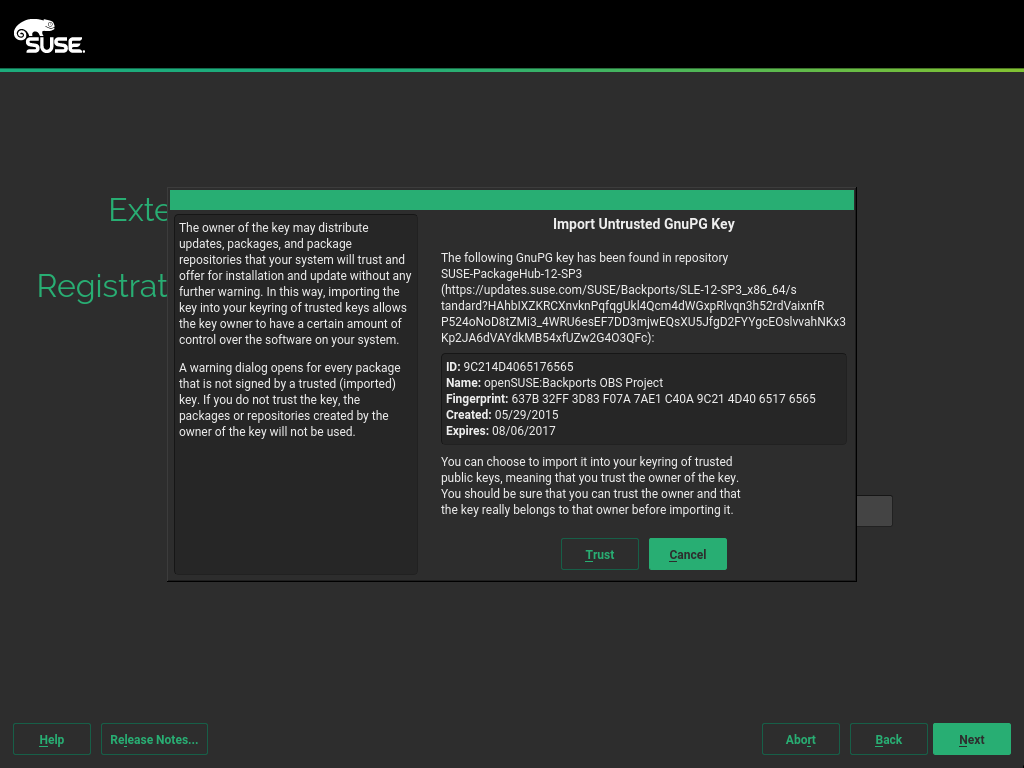 SUSE.
Exte
Registrat
The owner of the key may distribute
updates, packages, and package
repositories that your system will trust and
offer for installation and update without any
further warning. In this way, importing the
key into your keyring of trusted keys allows
the key owner to have a certain amount of
control over the software on your system.
A warning dialog opens for every package
that is not signed by a trusted (imported)
key. If you do not trust the key, the
packages or repositories created by the
owner of the key will not be used.
Import Untrusted GnuPG Key
The following GnuPG key has been found in repository
SUSE-PackageHub-12-SP3
(https://updates.suse.com/SUSE/Backports/SLE-12-SP3_x86_64/s
tandard?HAhbIXZKRCXnvknPqfqgUkl4Qcm4dWGxpRlvqn3h52rdVaixnfR
P524oNoD8tZMi3_4WRU6esEF7DD3mjwEQsXU5JfgD2FYYgcEOslvvahNKx3
Kp2JA6dVAYdkMB54xfUZw2G4O3QFc):
ID: 9C214D4065176565
Name: openSUSE:Backports OBS Project
Fingerprint: 637B 32FF 3D83 F07A 7AE1 C40A 9C21 4D40 6517 6565
Created: 05/29/2015
Expires: 08/06/2017
You can choose to import it into your keyring of trusted
public keys, meaning that you trust the owner of the key.
You should be sure that you can trust the owner and that
the key really belongs to that owner before importing it.
Trust Cancel
Help Release Notes... Abort Back Next